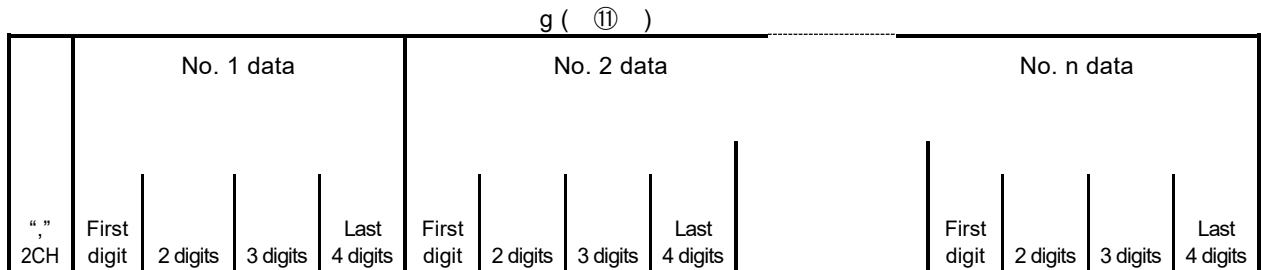 g ( ⑪ )
No. 1 data No. 2 data No. n data
“,” First Last First Last First Last
2CH digit 2 digits 3 digits 4 digits digit 2 digits 3 digits 4 digits digit 2 digits 3 digits 4 digits